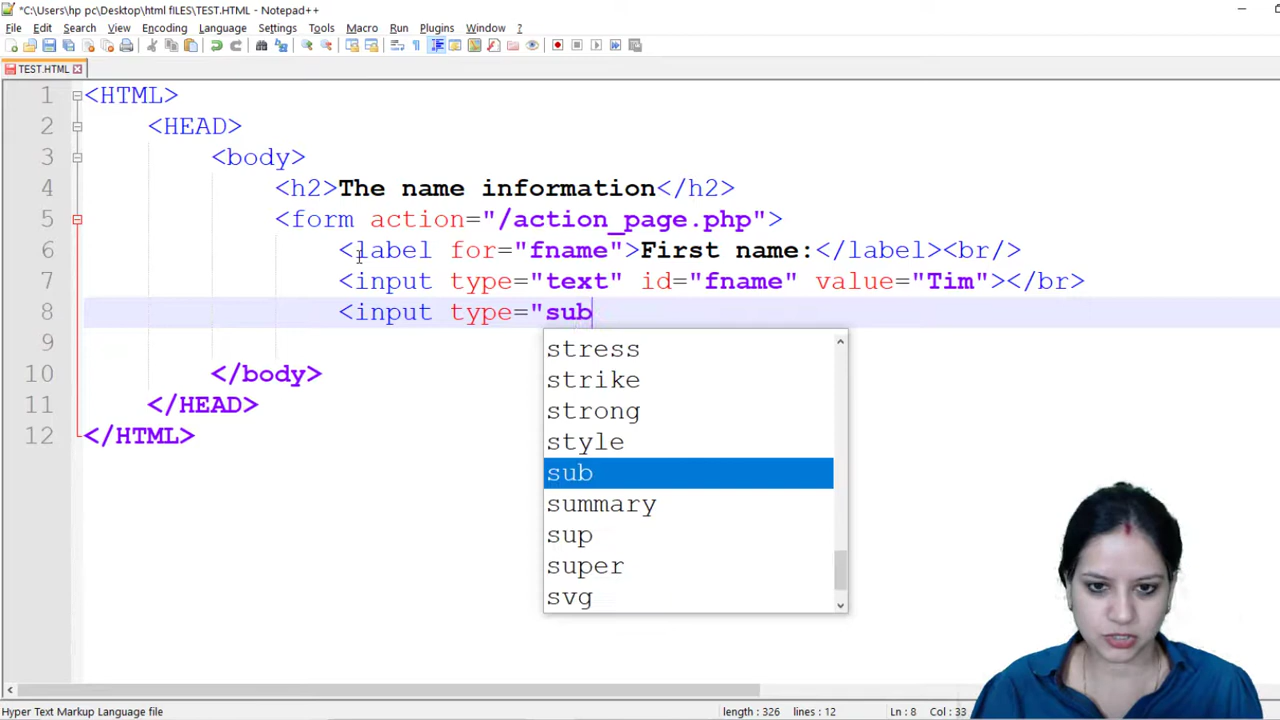 *C:\Users\hp pc\Desktop\html fILES\TEST.HTML - Notepad++
File Edit Search View Encoding Language Settings Tools Macro Run Plugins Window ?
TEST.HTML
1 <HTML>
2 <HEAD>
3 <body>
4 <h2>The name information</h2>
5 <form action="/action_page.php">
6 <label for="fname">First name:</label><br/>
7 <input type="text" id="fname" value="Tim"></br>
8 <input type="sub
9
10 </body>
11 </HEAD>
12 </HTML>
stress
strike
strong
style
sub
summary
sup
super
svg
Hyper Text Markup Language file length : 326 lines : 12 Ln : 8 Col : 33